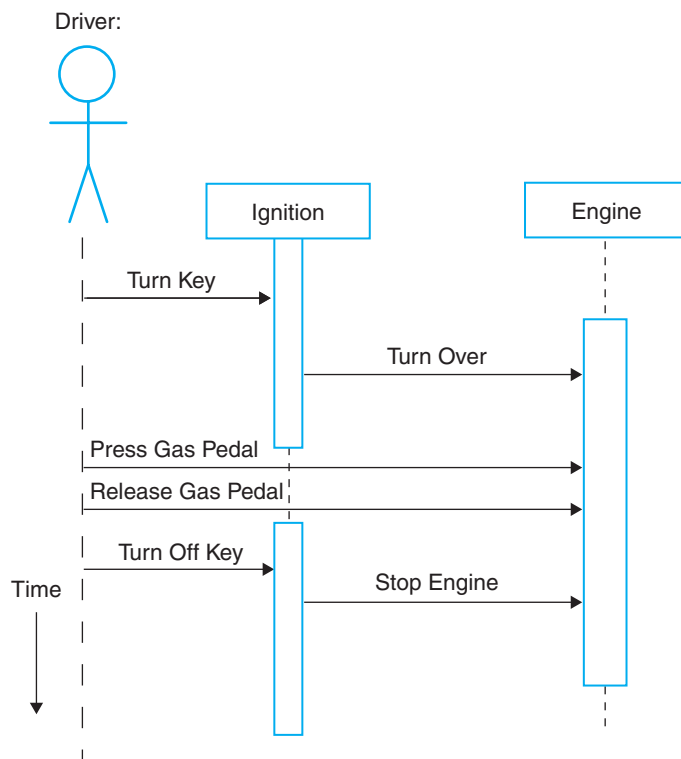 Driver:
Ignition
Engine
Turn Key
Turn Over
Press Gas Pedal
Release Gas Pedal
Turn Off Key
Stop Engine
Time